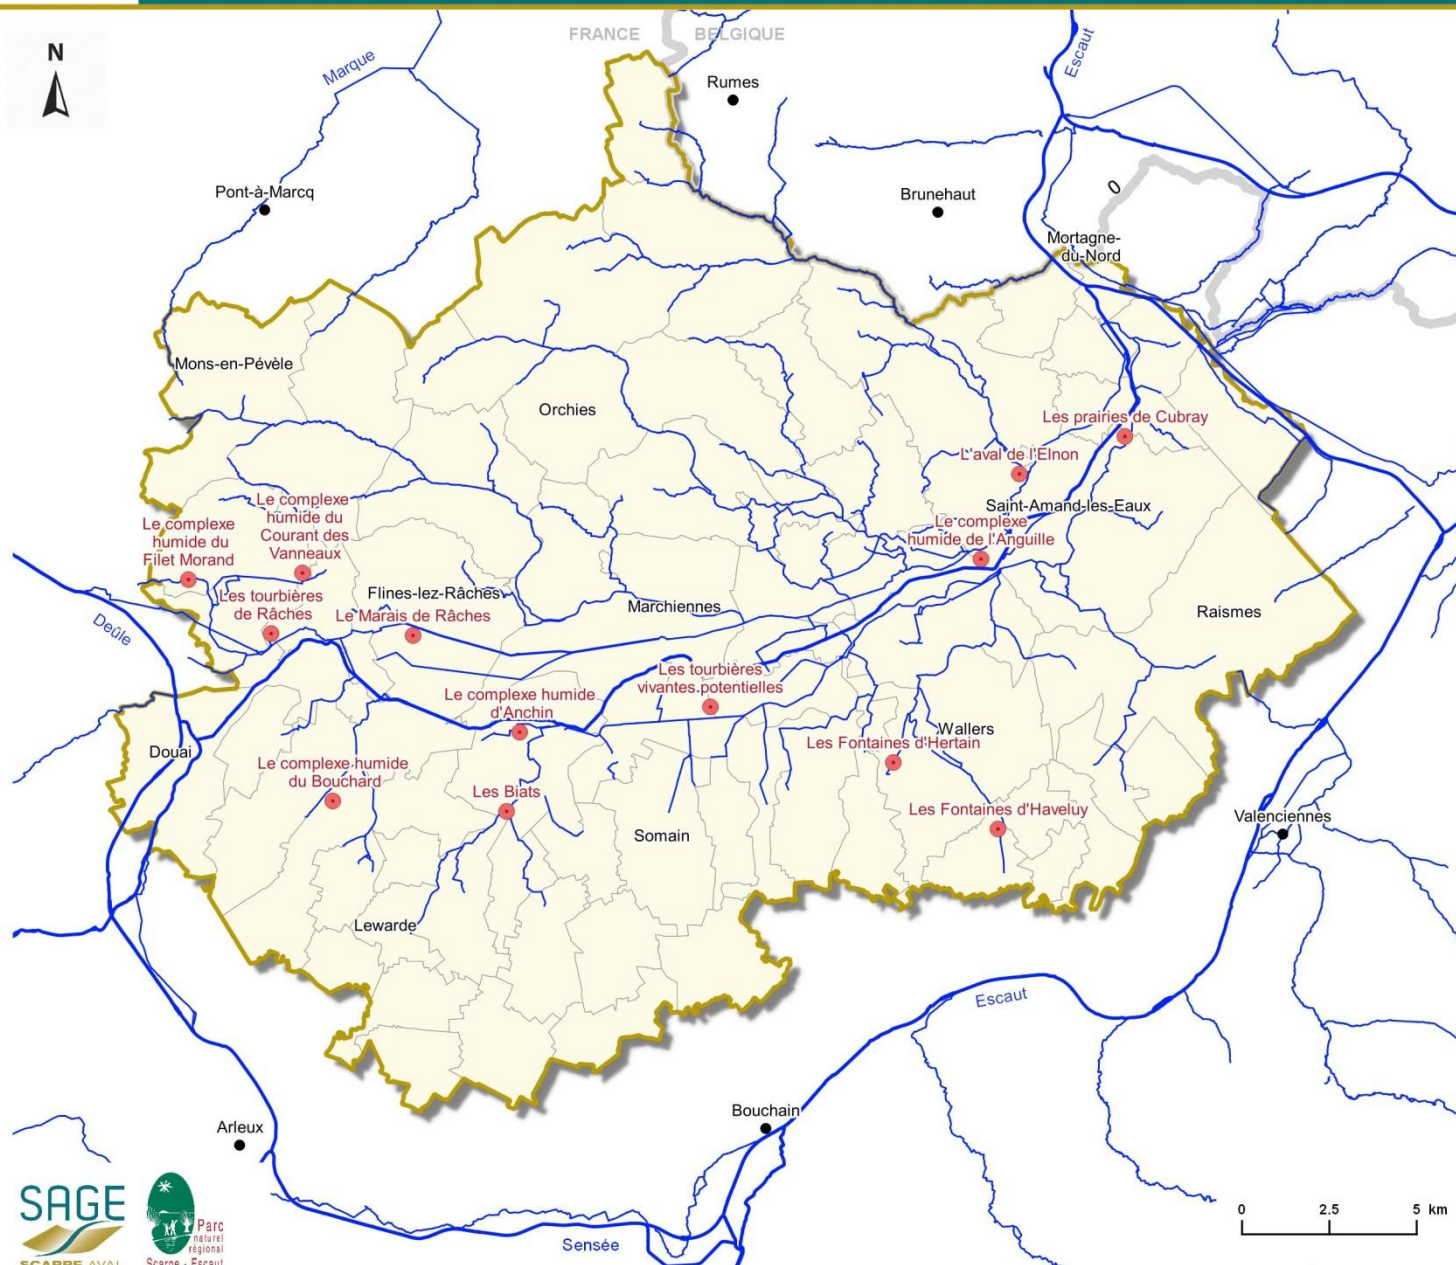 FRANCE
BELGIQUE
N
Marque
Escaut
Rumes
Pont-à-Marcq
Brunehaut
0
Mortagne-
du-Nord
Mons-en-Pévèle
Orchies
Les prairies de Cubray
L'aval de l'Elnon
Saint-Amand-les-Eaux
Le complexe
humide de l'Anguille
Le complexe
humide du
Courant des
Vanneaux
Le complexe
humide du
Filet Morand
Les tourbières
de Râches
Flines-lez-Râches
Le Marais de Râches
Marchiennes
Raismes
Deûle
Les tourbières
vivantes potentielles
Le complexe humide
d'Anchin
Wallers
Les Fontaines d'Hertain
Douai
Le complexe humide
du Bouchard
Les Biats
Les Fontaines d'Haveluy
Somain
Valenciennes
Lewarde
Escaut
Bouchain
Arleux
SAGE
SCARPE AVAL
Parc
naturel
régional
Scarpe - Escaut
Sensée
0 2.5 5 km